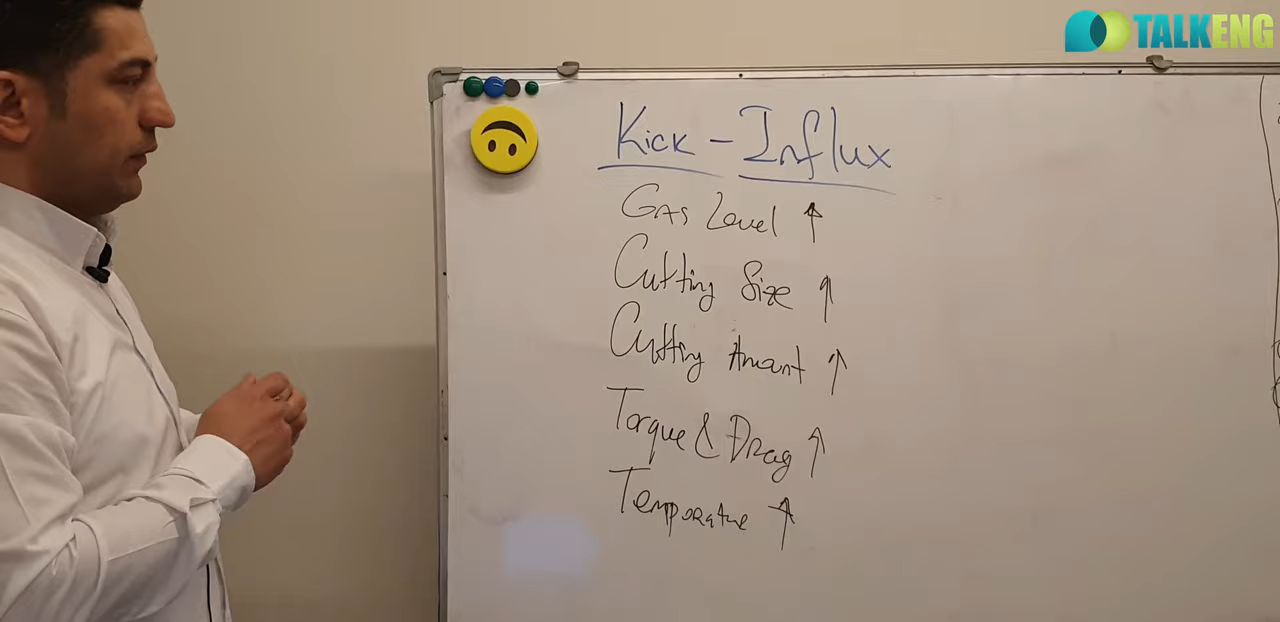 TALKENG
Kick - Influx
Gas Level ↑
Cutting Size ↑
Cutting Amount ↑
Torque & Drag ↑
Temperature ↑